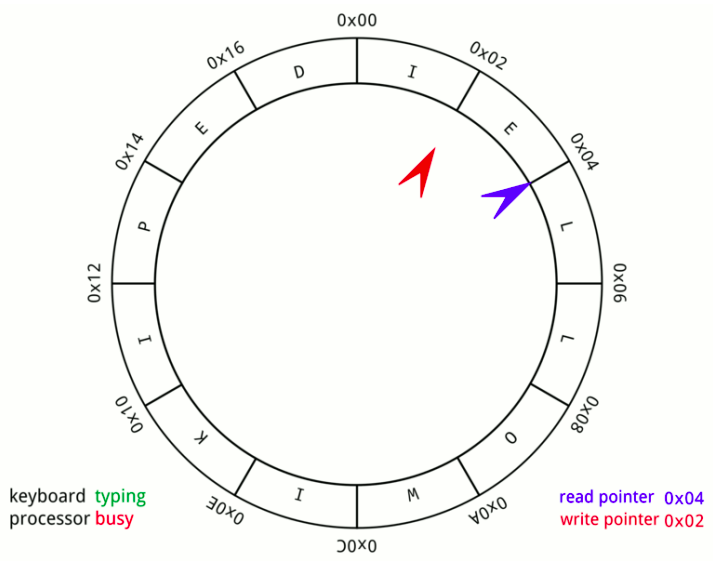 0x00
0x02
0x04
0x06
0x08
0x0A
0x0C
0x0E
0x10
0x12
0x14
0x16
I
E
L
L
O
W
I
K
I
P
E
D
keyboard typing
processor busy
read pointer 0x04
write pointer 0x02